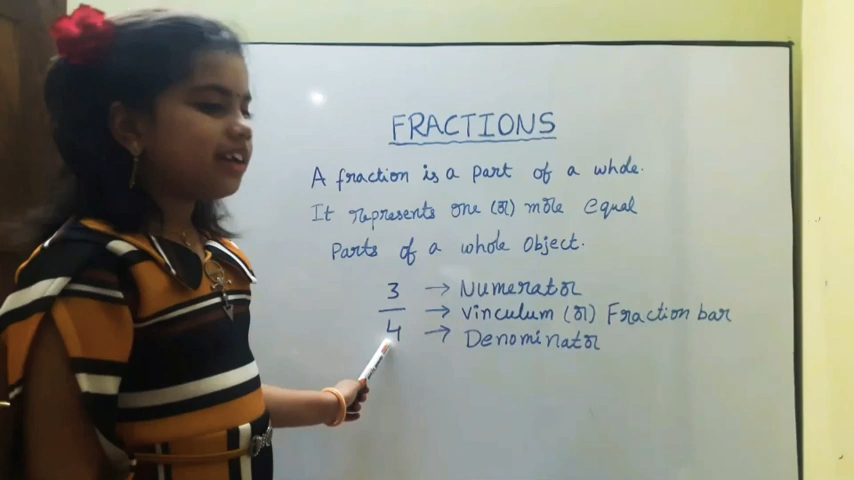 FRACTIONS
A fraction is a part of a whole.
It represents one (or) more equal
parts of a whole object.
3 → Numerator
— → Vinculum (or) Fraction bar
4 → Denominator